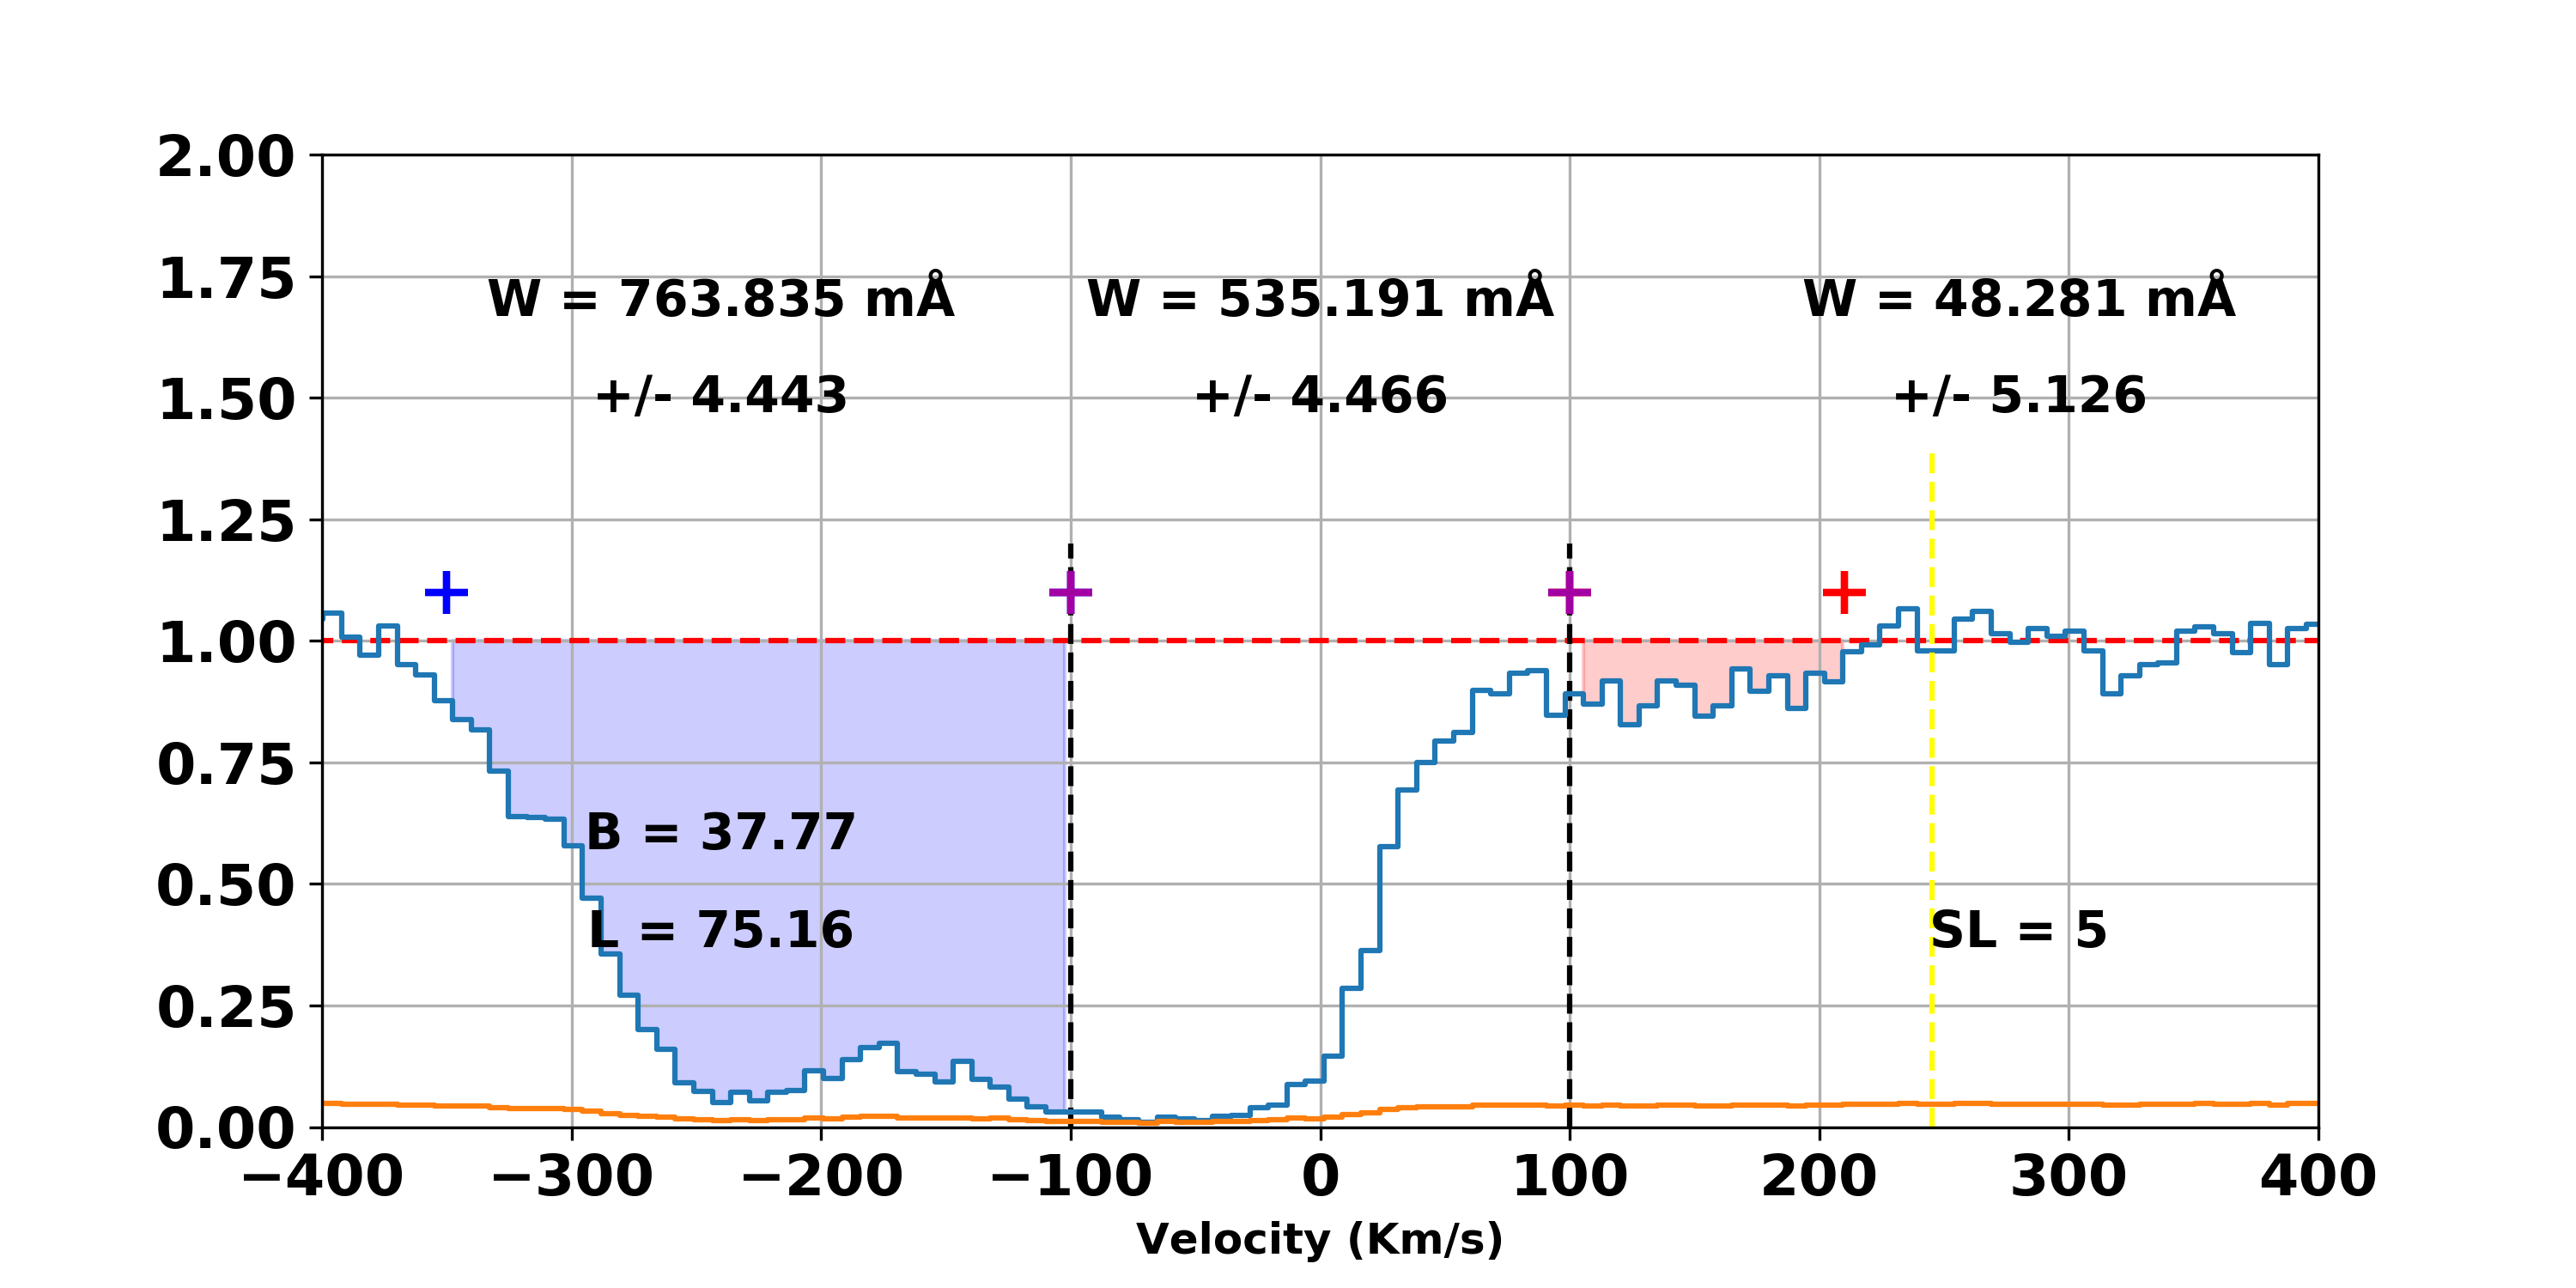 2.00
1.75
W = 763.835 mÅ W = 535.191 mÅ W = 48.281 mÅ
1.50
+/- 4.443 +/- 4.466 +/- 5.126
1.25
1.00
0.75
B = 37.77
0.50
L = 75.16 SL = 5
0.25
0.00
−400 −300 −200 −100 0 100 200 300 400
Velocity (Km/s)